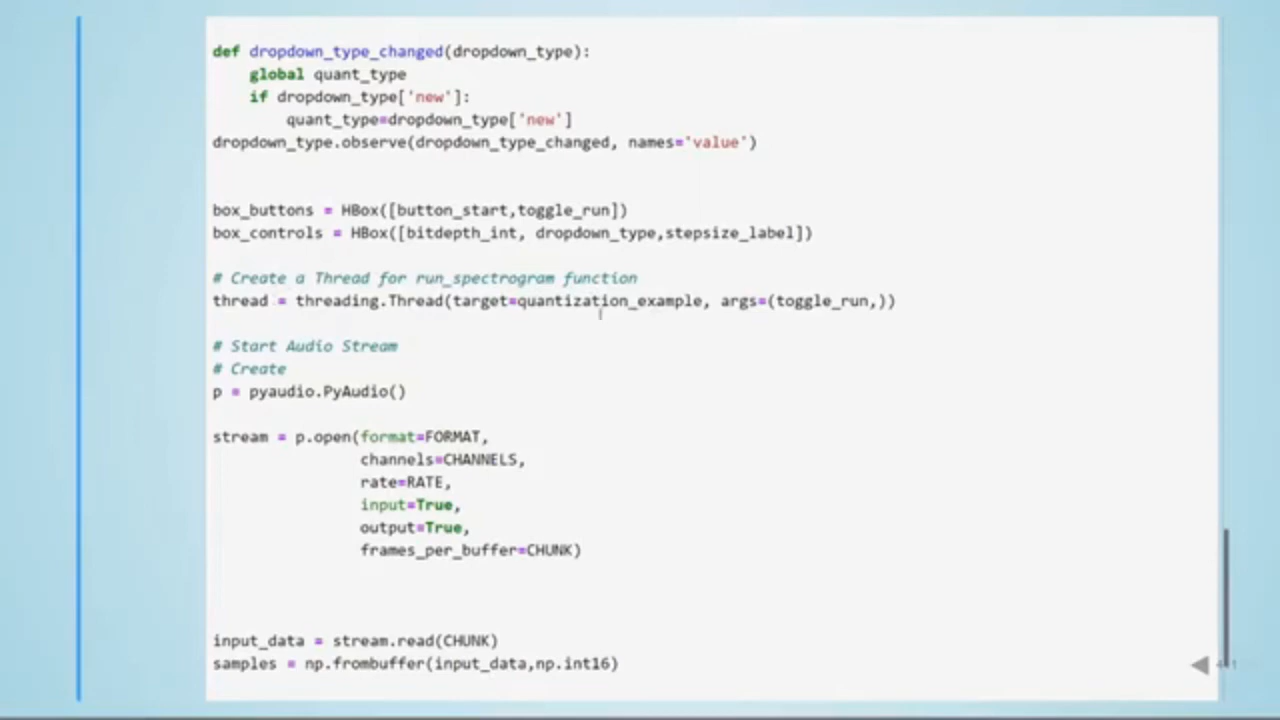 def dropdown_type_changed(dropdown_type):
    global quant_type
    if dropdown_type['new']:
        quant_type=dropdown_type['new']
dropdown_type.observe(dropdown_type_changed, names='value')
box_buttons = HBox([button_start,toggle_run])
box_controls = HBox([bitdepth_int, dropdown_type,stepsize_label])
# Create a Thread for run_spectrogram function
thread = threading.Thread(target=quantization_example, args=(toggle_run,))
# Start Audio Stream
# Create
p = pyaudio.PyAudio()
stream = p.open(format=FORMAT,
                channels=CHANNELS,
                rate=RATE,
                input=True,
                output=True,
                frames_per_buffer=CHUNK)
input_data = stream.read(CHUNK)
samples = np.frombuffer(input_data,np.int16)